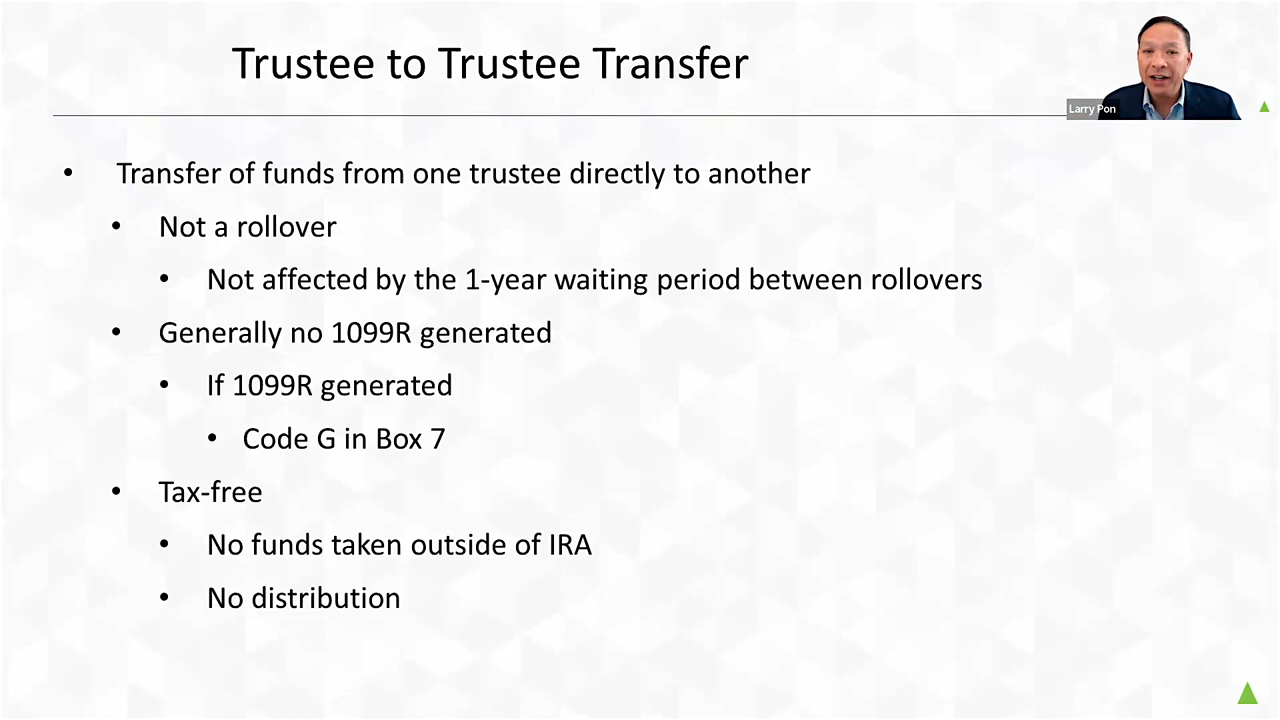 Trustee to Trustee Transfer
Larry Pon
• Transfer of funds from one trustee directly to another
• Not a rollover
• Not affected by the 1-year waiting period between rollovers
• Generally no 1099R generated
• If 1099R generated
• Code G in Box 7
• Tax-free
• No funds taken outside of IRA
• No distribution